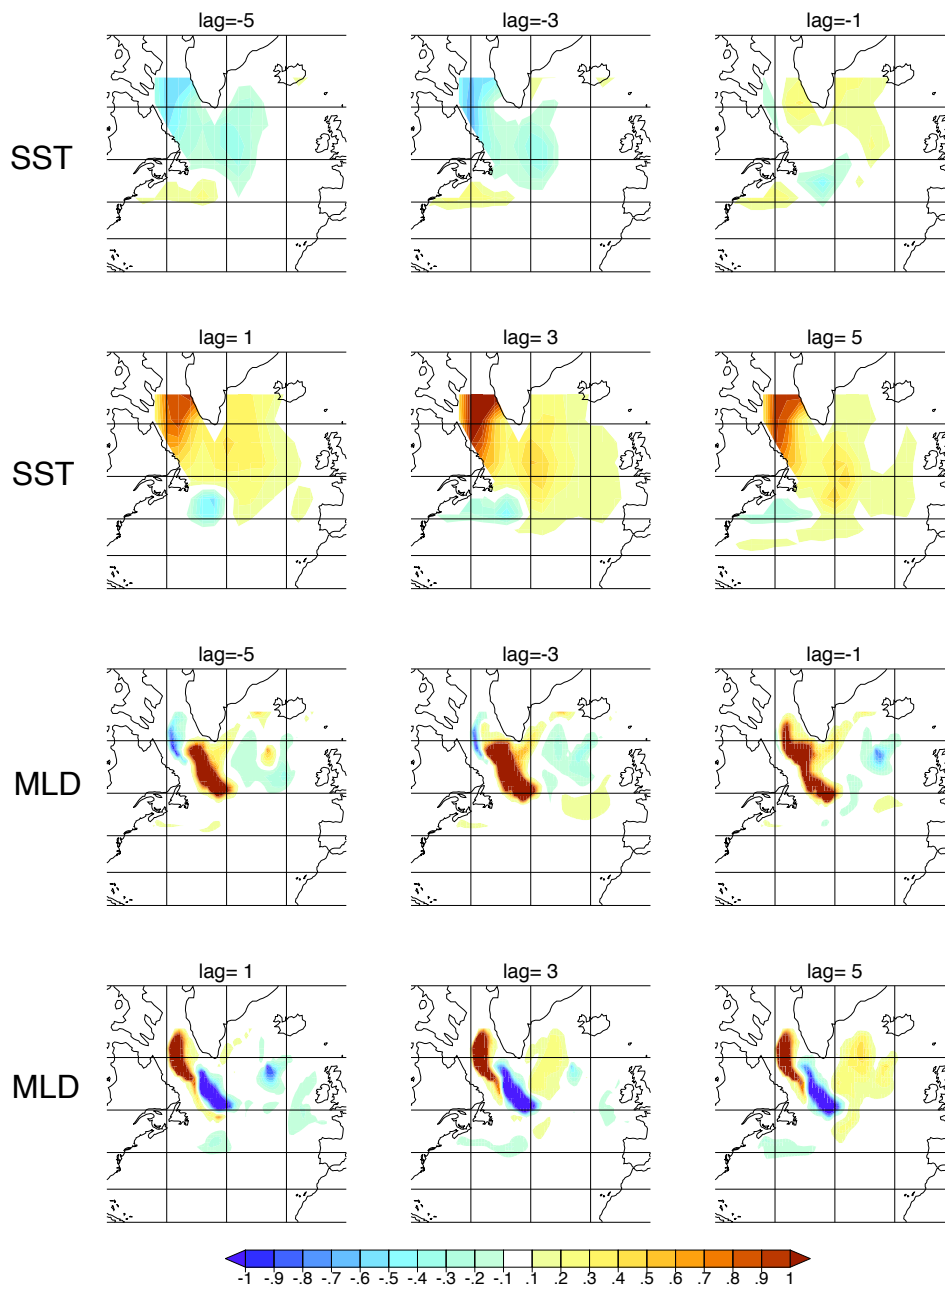 lag=-5 lag=-3 lag=-1
SST
lag= 1 lag= 3 lag= 5
SST
lag=-5 lag=-3 lag=-1
MLD
lag= 1 lag= 3 lag= 5
MLD
-1 -.9 -.8 -.7 -.6 -.5 -.4 -.3 -.2 -.1 .1 .2 .3 .4 .5 .6 .7 .8 .9 1